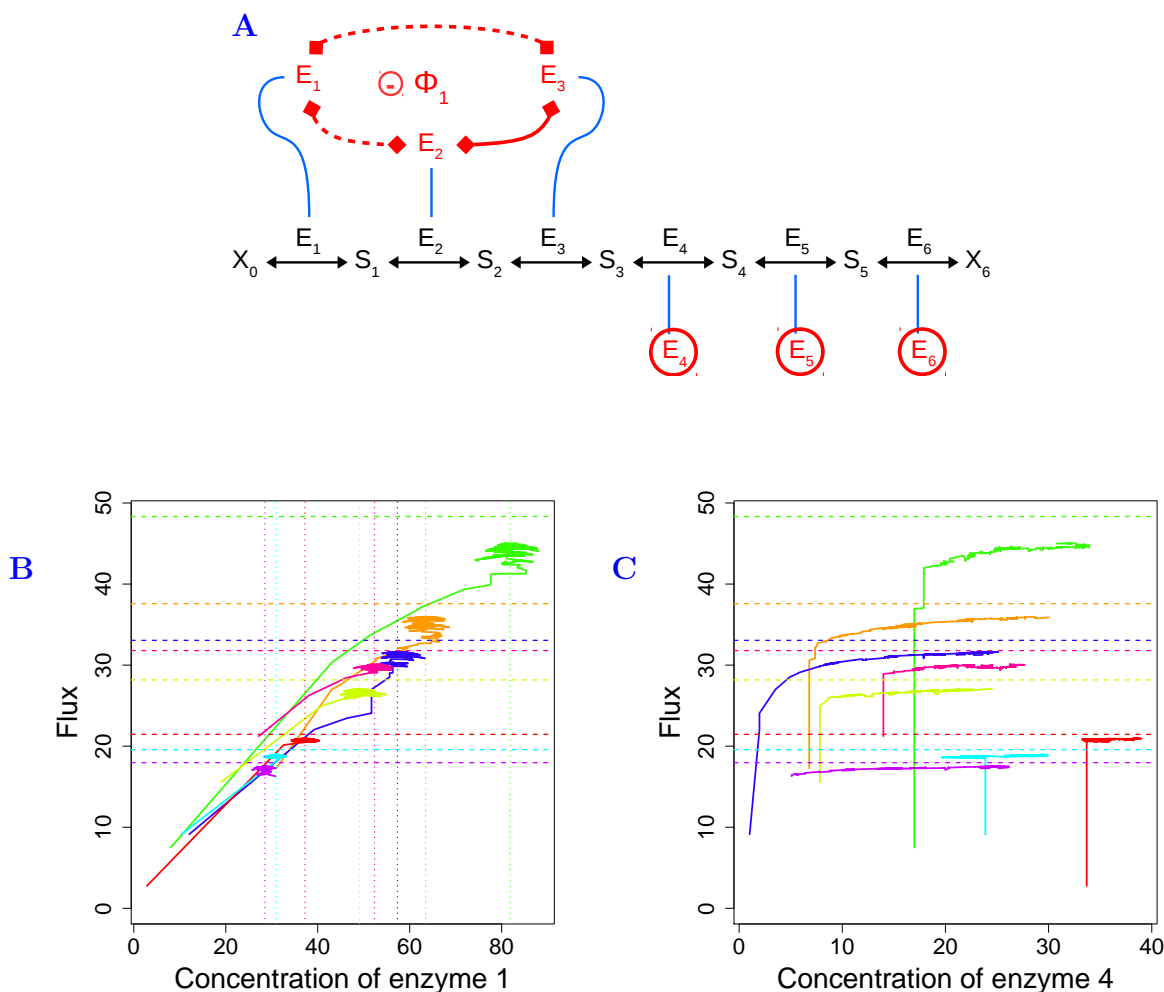 A
E₁ ⊖ Φ₁ E₃
E₂
E₁ E₂ E₃ E₄ E₅ E₆
X₀ S₁ S₂ S₃ S₄ S₅ X₆
E₄ E₅ E₆
B
Flux
0 10 20 30 40 50
0 20 40 60 80
Concentration of enzyme 1
C
Flux
0 10 20 30 40 50
0 10 20 30 40
Concentration of enzyme 4